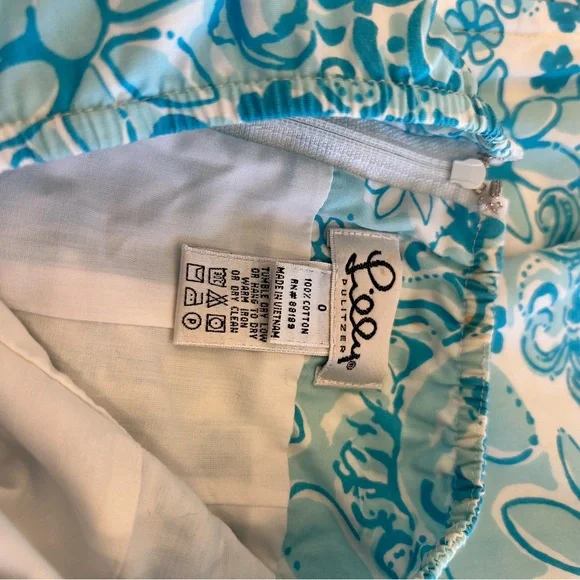 Lilly®
PULITZER
0
100% COTTON
RN# 88189
MADE IN VIETNAM
TUMBLE DRY LOW
OR HANG TO DRY
WARM IRON
OR DRY CLEAN
P